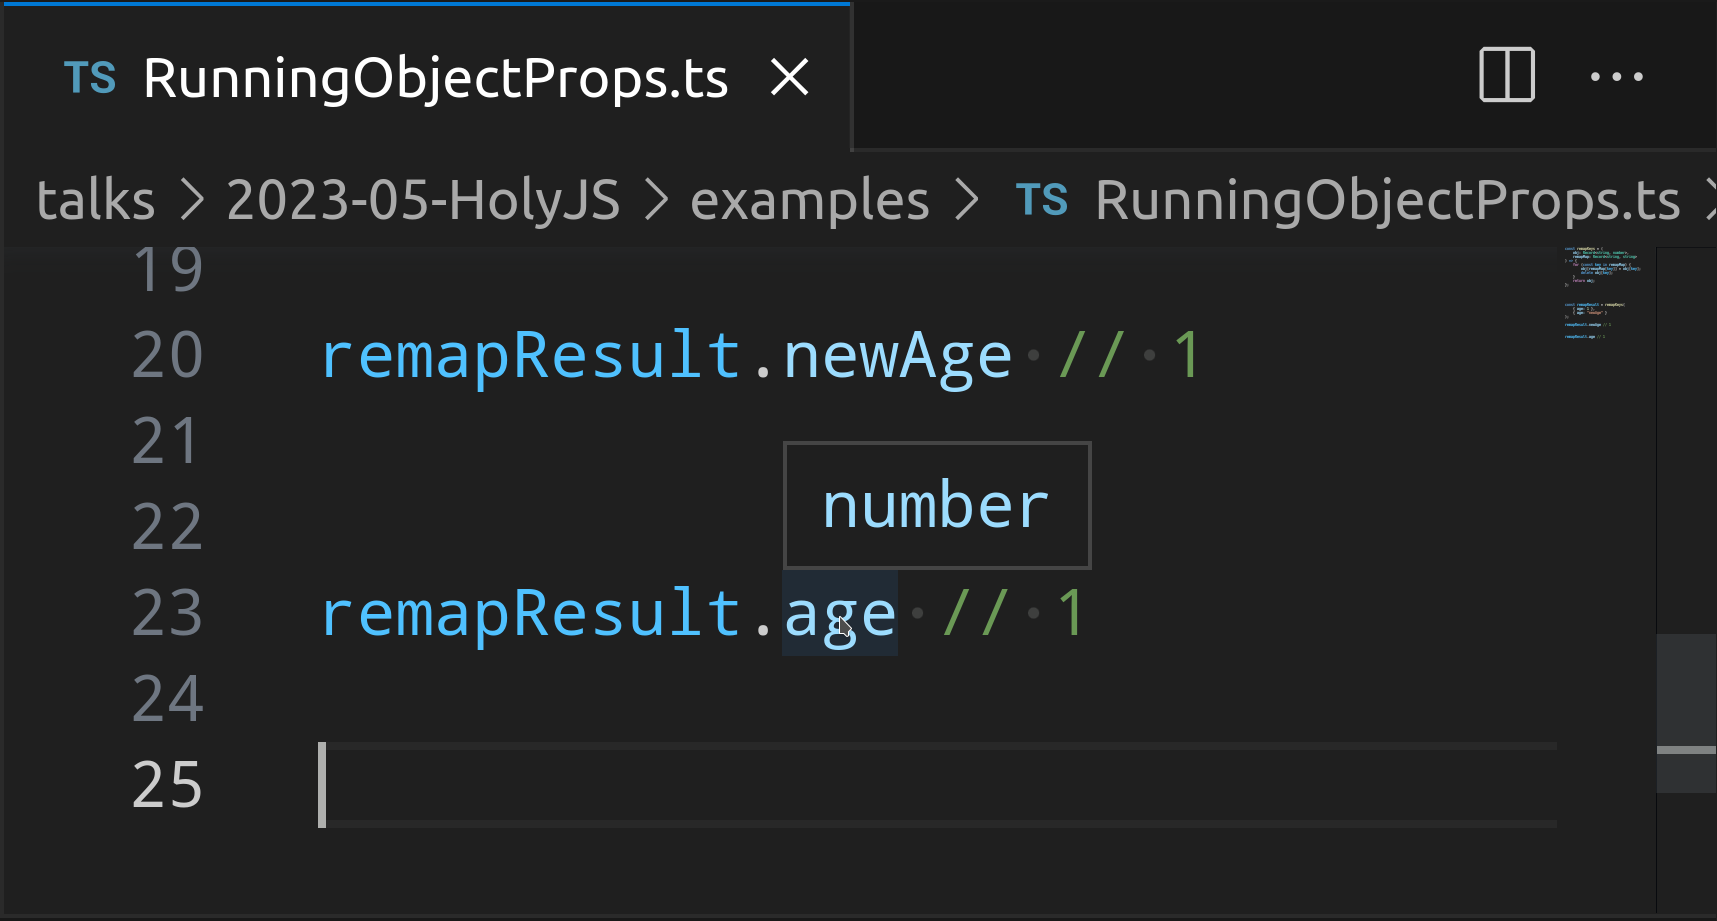 TS RunningObjectProps.ts
talks > 2023-05-HolyJS > examples > TS RunningObjectProps.ts >
19
20 remapResult.newAge // 1
21
number
22
23 remapResult.age // 1
24
25